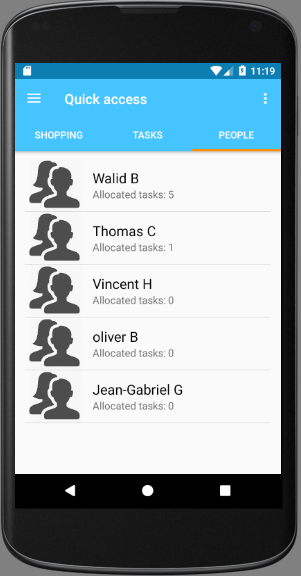 11:19
Quick access
SHOPPING TASKS PEOPLE
Walid B
Allocated tasks: 5
Thomas C
Allocated tasks: 1
Vincent H
Allocated tasks: 0
oliver B
Allocated tasks: 0
Jean-Gabriel G
Allocated tasks: 0